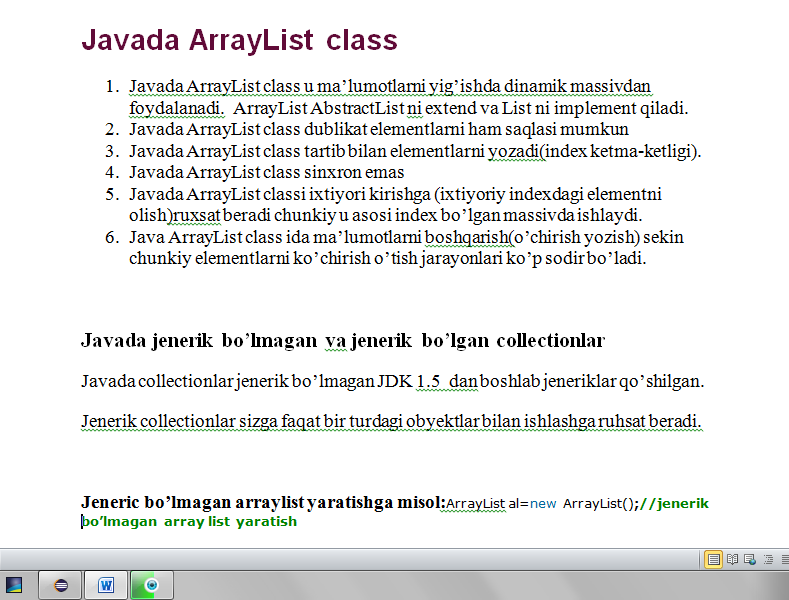 Javada ArrayList class
1. Javada ArrayList class u ma’lumotlarni yig’ishda dinamik massivdan
foydalanadi. ArrayList AbstractList ni extend va List ni implement qiladi.
2. Javada ArrayList class dublikat elementlarni ham saqlasi mumkun
3. Javada ArrayList class tartib bilan elementlarni yozadi(index ketma-ketligi).
4. Javada ArrayList class sinxron emas
5. Javada ArrayList classi ixtiyori kirishga (ixtiyoriy indexdagi elementni
olish)ruxsat beradi chunkiy u asosi index bo’lgan massivda ishlaydi.
6. Java ArrayList class ida ma’lumotlarni boshqarish(o’chirish yozish) sekin
chunkiy elementlarni ko’chirish o’tish jarayonlari ko’p sodir bo’ladi.
Javada jenerik bo’lmagan va jenerik bo’lgan collectionlar
Javada collectionlar jenerik bo’lmagan JDK 1.5 dan boshlab jeneriklar qo’shilgan.
Jenerik collectionlar sizga faqat bir turdagi obyektlar bilan ishlashga ruhsat beradi.
Jeneric bo’lmagan arraylist yaratishga misol:ArrayList al=new ArrayList();//jenerik
bo’lmagan array list yaratish